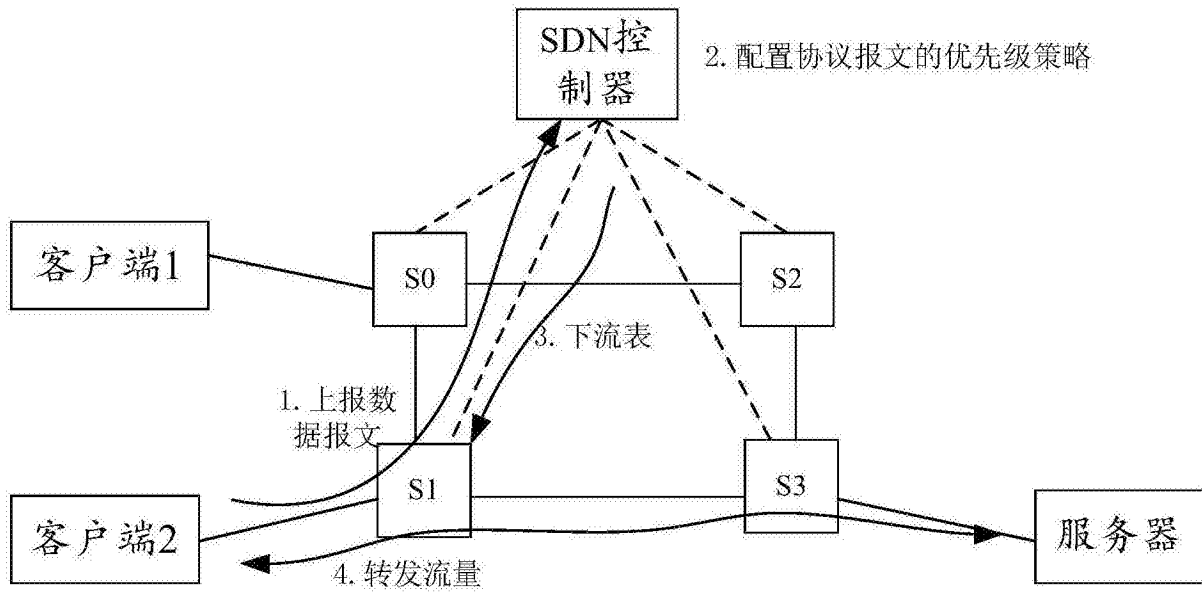 SDN控
制器
2.配置协议报文的优先级策略
客户端1
S0
S2
3.下流表
1.上报数
据报文
S1
S3
客户端2
服务器
4.转发流量